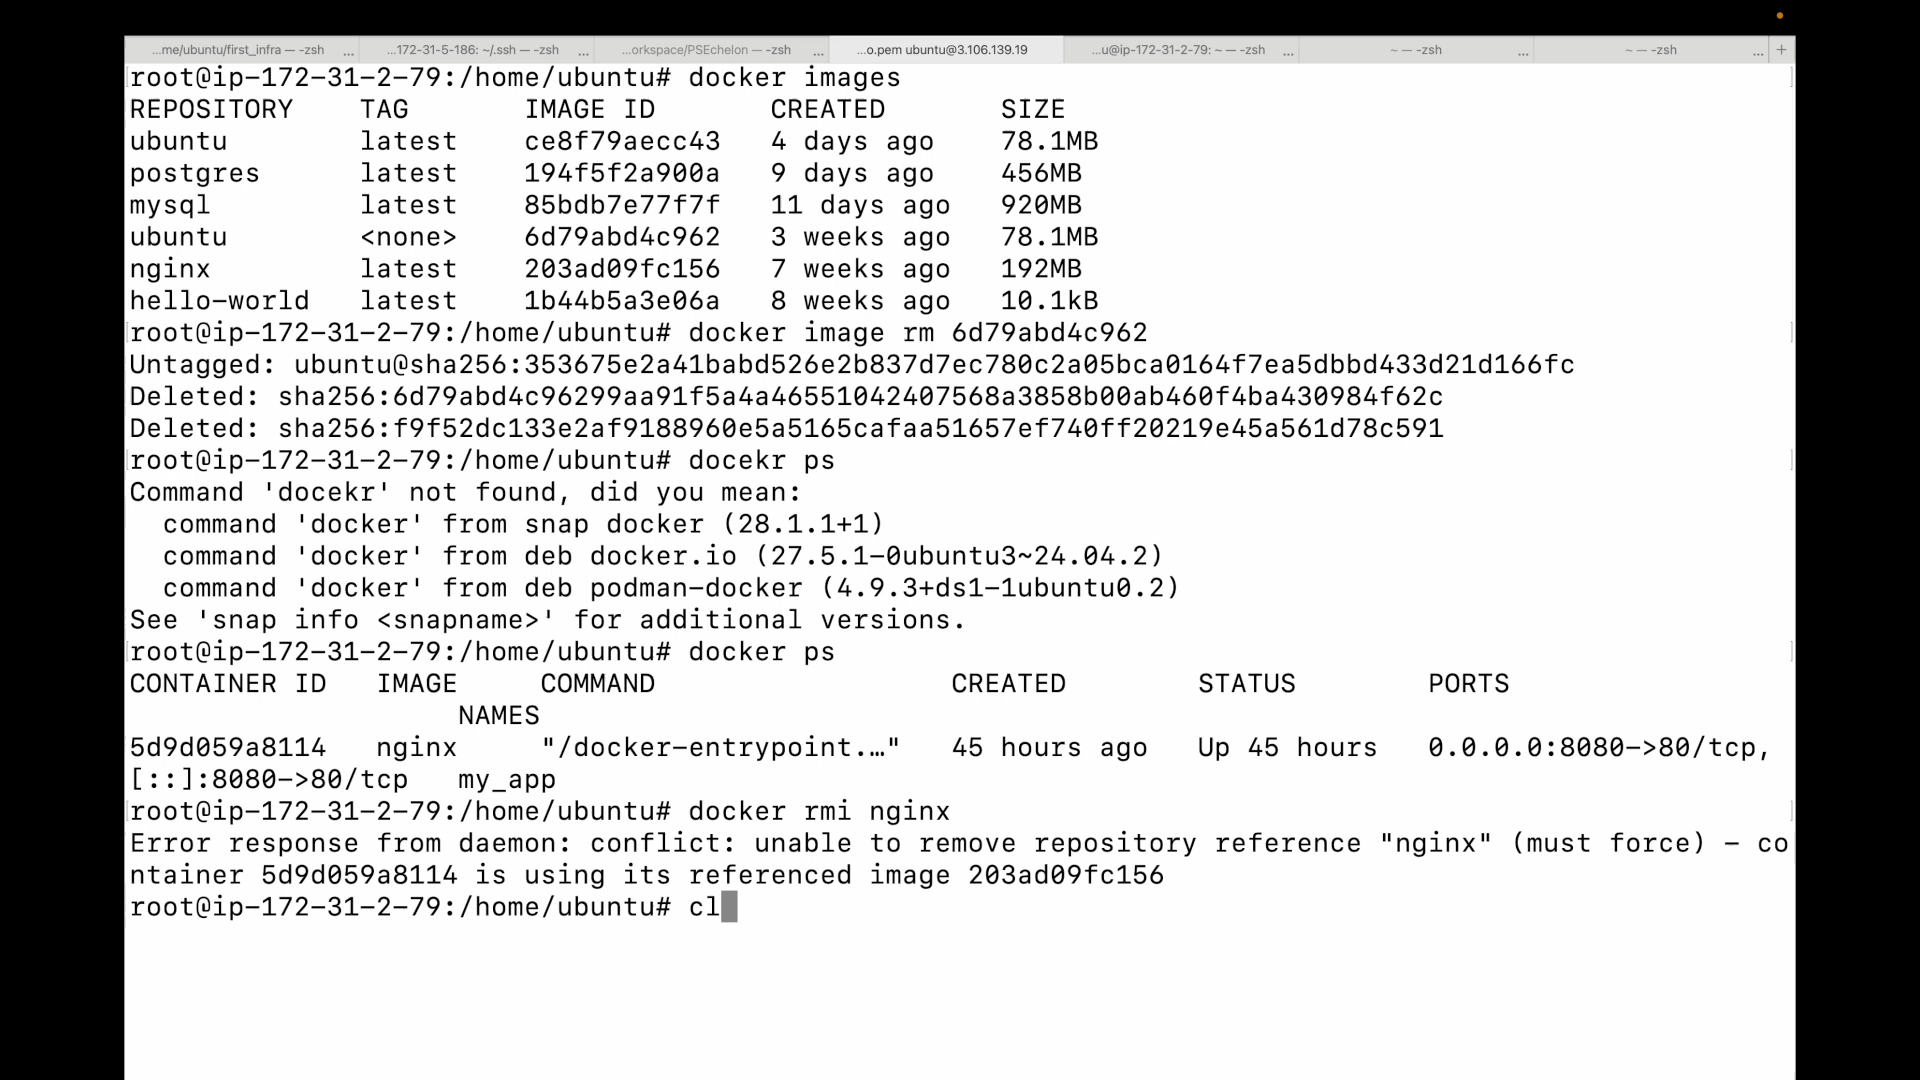 ...me/ubuntu/first_infra — -zsh ... ...172-31-5-186: ~/.ssh — -zsh ... ...orkspace/PSEchelon — -zsh ... ...o.pem ubuntu@3.106.139.19 ...u@ip-172-31-2-79: ~ — -zsh ... ~ — -zsh ... ~ — -zsh ... +
root@ip-172-31-2-79:/home/ubuntu# docker images
REPOSITORY    TAG       IMAGE ID       CREATED       SIZE
ubuntu        latest    ce8f79aecc43   4 days ago    78.1MB
postgres      latest    194f5f2a900a   9 days ago    456MB
mysql         latest    85bdb7e77f7f   11 days ago   920MB
ubuntu        <none>    6d79abd4c962   3 weeks ago   78.1MB
nginx         latest    203ad09fc156   7 weeks ago   192MB
hello-world   latest    1b44b5a3e06a   8 weeks ago   10.1kB
root@ip-172-31-2-79:/home/ubuntu# docker image rm 6d79abd4c962
Untagged: ubuntu@sha256:353675e2a41babd526e2b837d7ec780c2a05bca0164f7ea5dbbd433d21d166fc
Deleted: sha256:6d79abd4c96299aa91f5a4a46551042407568a3858b00ab460f4ba430984f62c
Deleted: sha256:f9f52dc133e2af9188960e5a5165cafaa51657ef740ff20219e45a561d78c591
root@ip-172-31-2-79:/home/ubuntu# docekr ps
Command 'docekr' not found, did you mean:
  command 'docker' from snap docker (28.1.1+1)
  command 'docker' from deb docker.io (27.5.1-0ubuntu3~24.04.2)
  command 'docker' from deb podman-docker (4.9.3+ds1-1ubuntu0.2)
See 'snap info <snapname>' for additional versions.
root@ip-172-31-2-79:/home/ubuntu# docker ps
CONTAINER ID   IMAGE     COMMAND                  CREATED        STATUS        PORTS
                    NAMES
5d9d059a8114   nginx     "/docker-entrypoint.…"   45 hours ago   Up 45 hours   0.0.0.0:8080->80/tcp,
[::]:8080->80/tcp   my_app
root@ip-172-31-2-79:/home/ubuntu# docker rmi nginx
Error response from daemon: conflict: unable to remove repository reference "nginx" (must force) - co
ntainer 5d9d059a8114 is using its referenced image 203ad09fc156
root@ip-172-31-2-79:/home/ubuntu# cl